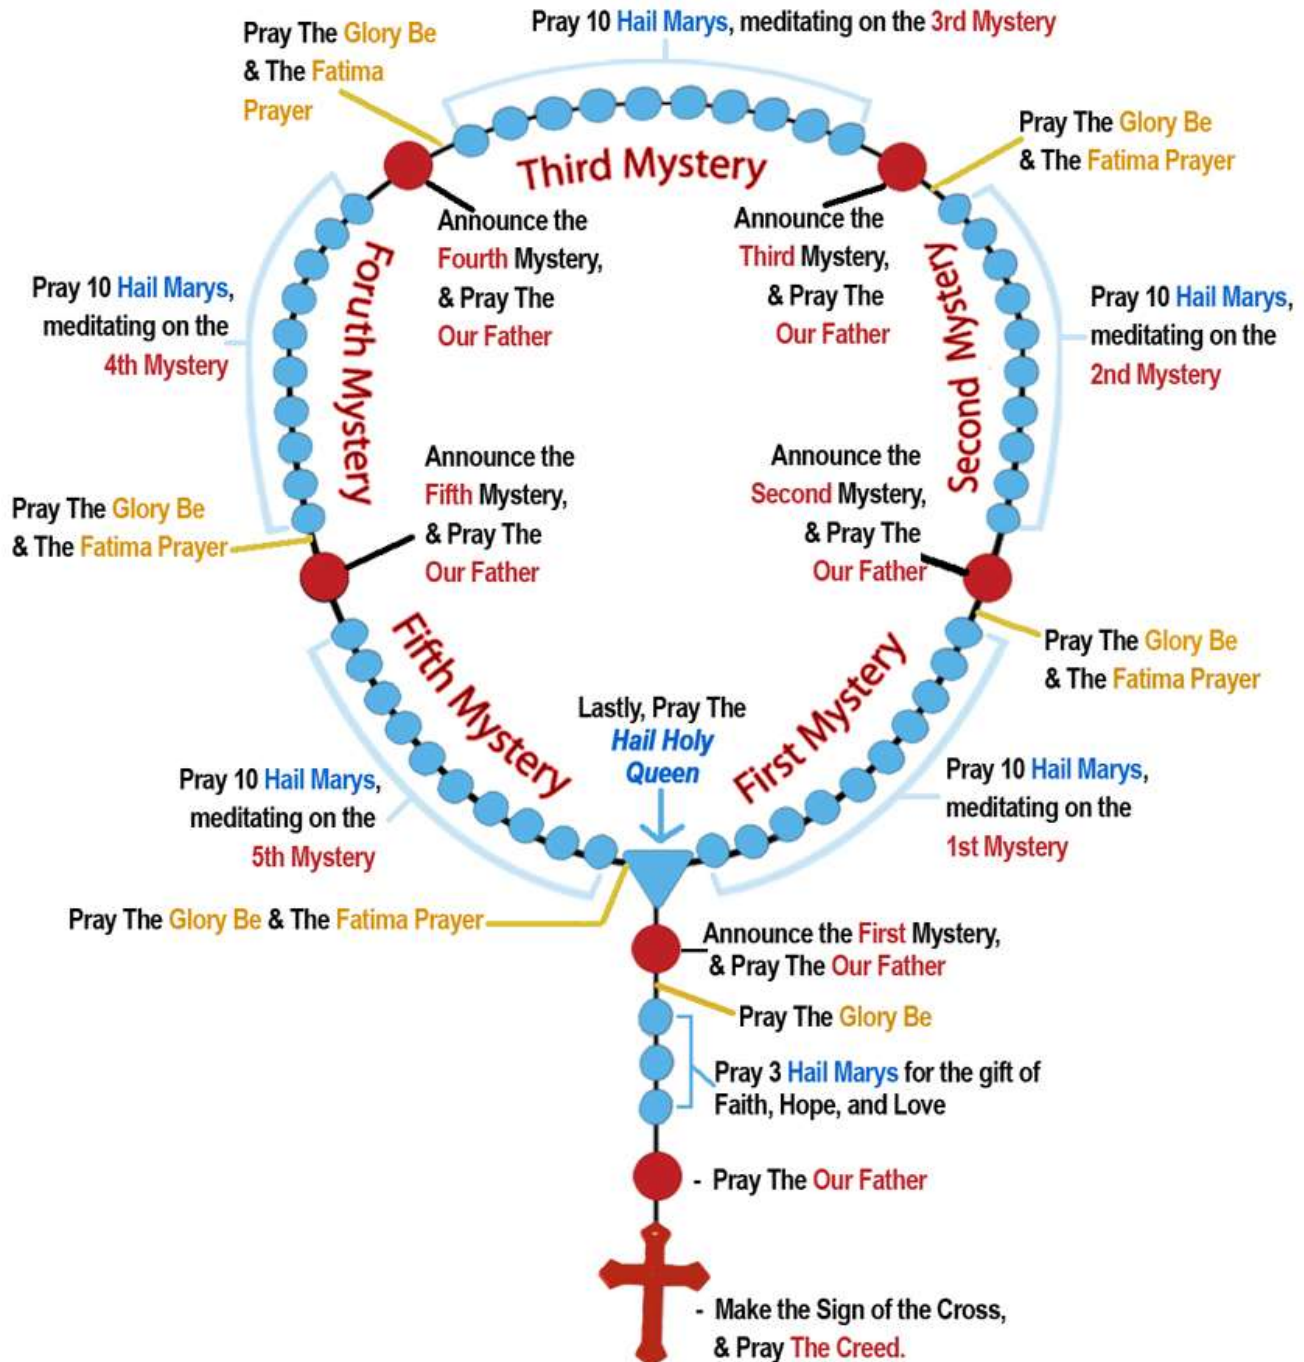 Pray 10 Hail Marys, meditating on the 3rd Mystery
Pray The Glory Be
& The Fatima
Prayer
Pray The Glory Be
& The Fatima Prayer
Third Mystery
Announce the
Fourth Mystery,
& Pray The
Our Father
Announce the
Third Mystery,
& Pray The
Our Father
Pray 10 Hail Marys,
meditating on the
4th Mystery
Foruth Mystery
Second Mystery
Pray 10 Hail Marys,
meditating on the
2nd Mystery
Announce the
Fifth Mystery,
& Pray The
Our Father
Announce the
Second Mystery,
& Pray The
Our Father
Pray The Glory Be
& The Fatima Prayer
Pray The Glory Be
& The Fatima Prayer
Fifth Mystery
First Mystery
Lastly, Pray The
Hail Holy
Queen
Pray 10 Hail Marys,
meditating on the
5th Mystery
Pray 10 Hail Marys,
meditating on the
1st Mystery
Pray The Glory Be & The Fatima Prayer
Announce the First Mystery,
& Pray The Our Father
Pray The Glory Be
Pray 3 Hail Marys for the gift of
Faith, Hope, and Love
- Pray The Our Father
- Make the Sign of the Cross,
& Pray The Creed.